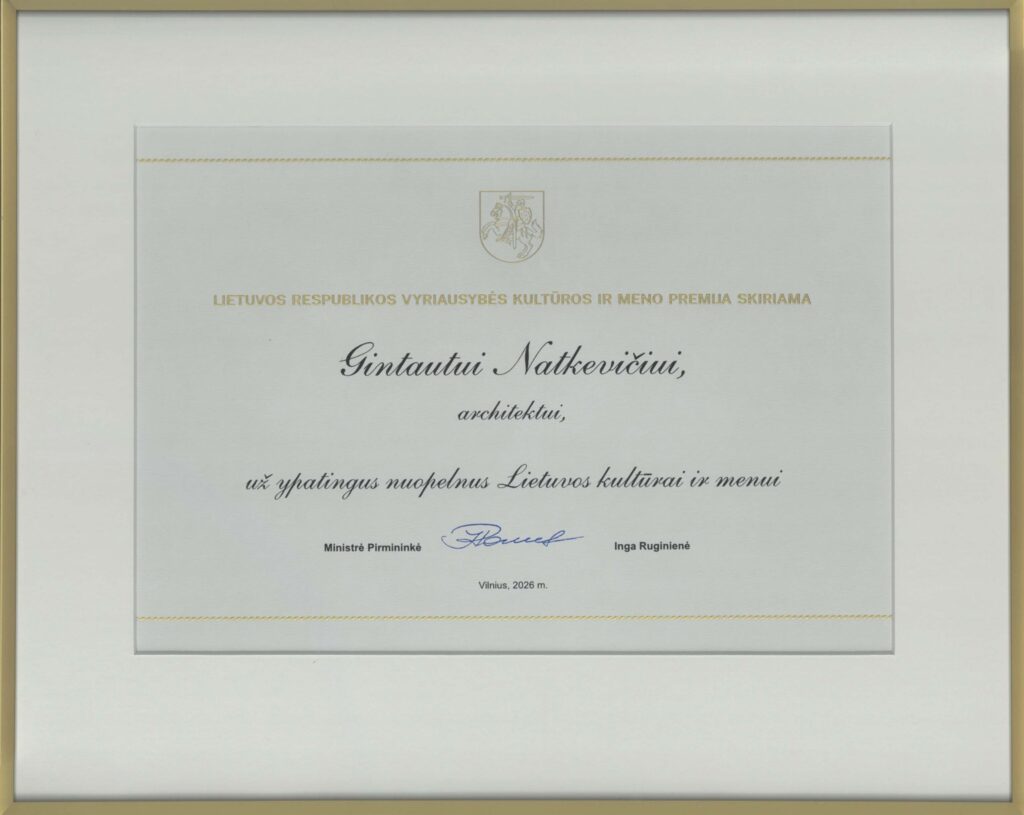 LIETUVOS RESPUBLIKOS VYRIAUSYBĖS KULTŪROS IR MENO PREMIJA SKIRIAMA
Gintautui Natkevičiui,
architektui,
už ypatingus nuopelnus Lietuvos kultūrai ir menui
Ministrė Pirmininkė Inga Ruginienė
Vilnius, 2026 m.